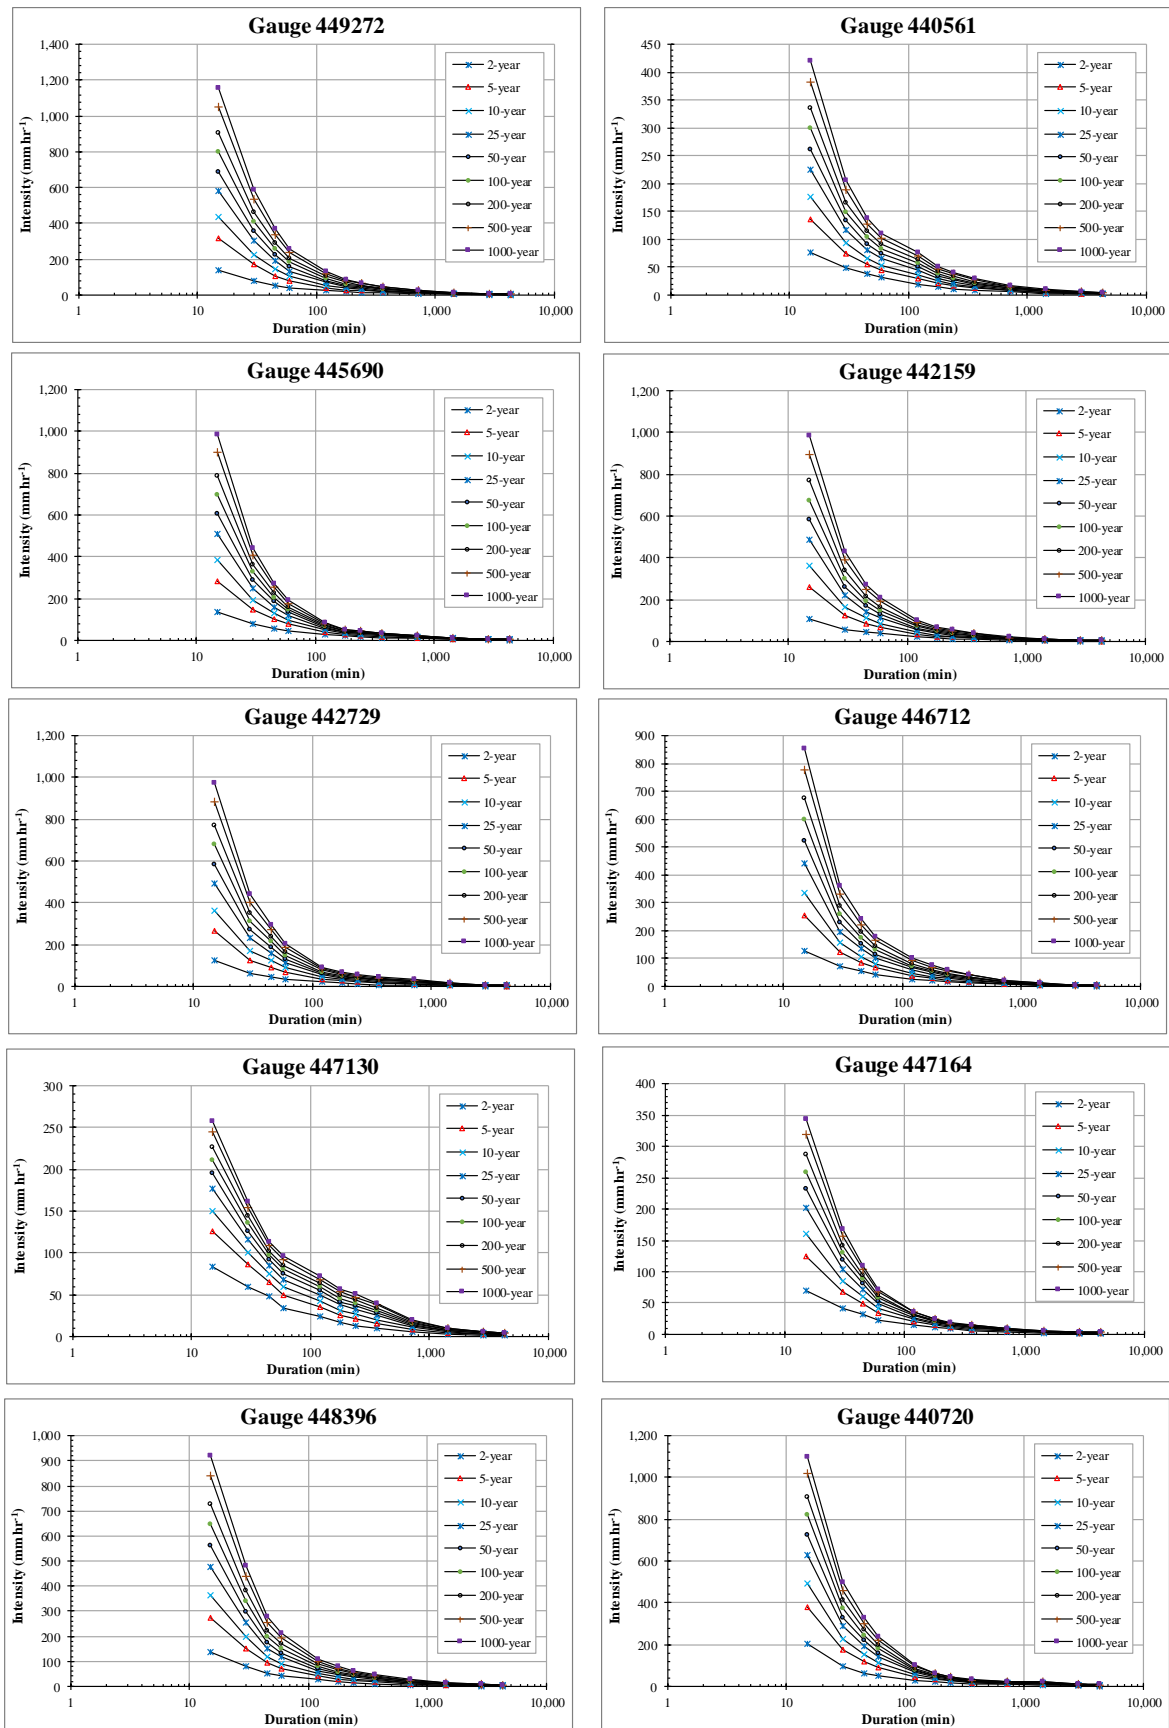 Gauge 449272
1,400
1,200
1,000
800
600
400
200
0
1
10
100
1,000
10,000
Intensity (mm hr-1)
Duration (min)
2-year
5-year
10-year
25-year
50-year
100-year
200-year
500-year
1000-year
Gauge 440561
450
400
350
300
250
200
150
100
50
0
1
10
100
1,000
10,000
Intensity (mm hr-1)
Duration (min)
2-year
5-year
10-year
25-year
50-year
100-year
200-year
500-year
1000-year
Gauge 445690
1,200
1,000
800
600
400
200
0
1
10
100
1,000
10,000
Intensity (mm hr-1)
Duration (min)
2-year
5-year
10-year
25-year
50-year
100-year
200-year
500-year
1000-year
Gauge 442159
1,200
1,000
800
600
400
200
0
1
10
100
1,000
10,000
Intensity (mm hr-1)
Duration (min)
2-year
5-year
10-year
25-year
50-year
100-year
200-year
500-year
1000-year
Gauge 442729
1,200
1,000
800
600
400
200
0
1
10
100
1,000
10,000
Intensity (mm hr-1)
Duration (min)
2-year
5-year
10-year
25-year
50-year
100-year
200-year
500-year
1000-year
Gauge 446712
900
800
700
600
500
400
300
200
100
0
1
10
100
1,000
10,000
Intensity (mm hr-1)
Duration (min)
2-year
5-year
10-year
25-year
50-year
100-year
200-year
500-year
1000-year
Gauge 447130
300
250
200
150
100
50
0
1
10
100
1,000
10,000
Intensity (mm hr-1)
Duration (min)
2-year
5-year
10-year
25-year
50-year
100-year
200-year
500-year
1000-year
Gauge 447164
400
350
300
250
200
150
100
50
0
1
10
100
1,000
10,000
Intensity (mm hr-1)
Duration (min)
2-year
5-year
10-year
25-year
50-year
100-year
200-year
500-year
1000-year
Gauge 448396
1,000
900
800
700
600
500
400
300
200
100
0
1
10
100
1,000
10,000
Intensity (mm hr-1)
Duration (min)
2-year
5-year
10-year
25-year
50-year
100-year
200-year
500-year
1000-year
Gauge 440720
1,200
1,000
800
600
400
200
0
1
10
100
1,000
10,000
Intensity (mm hr-1)
Duration (min)
2-year
5-year
10-year
25-year
50-year
100-year
200-year
500-year
1000-year